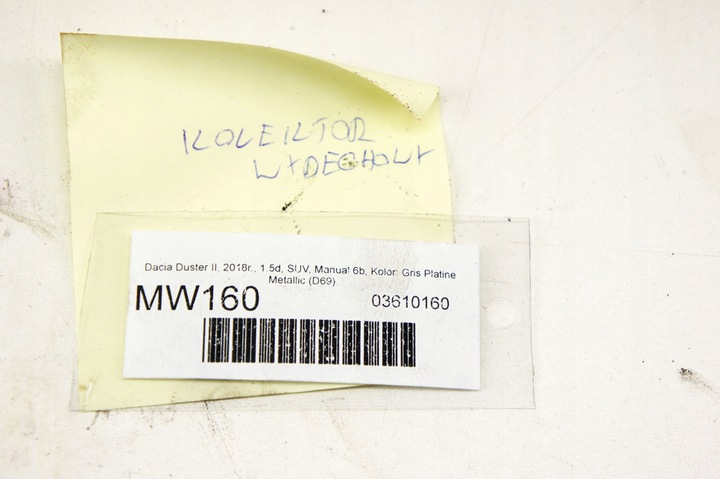 KOLEKTOR
WYDECHOWY
Dacia Duster II, 2018r., 1.5d, SUV, Manual 6b, Kolor: Gris Platine
Metallic (D69)
MW160
03610160